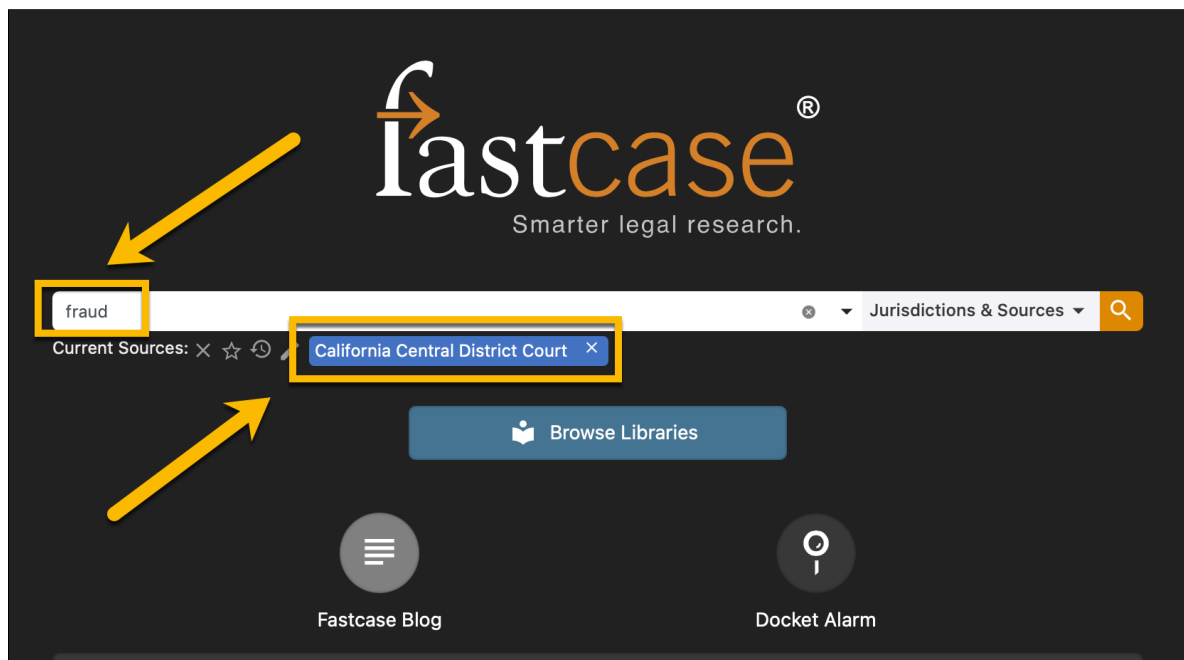 fastcase®
Smarter legal research.
fraud
Jurisdictions & Sources
Current Sources:
California Central District Court ×
Browse Libraries
Fastcase Blog
Docket Alarm